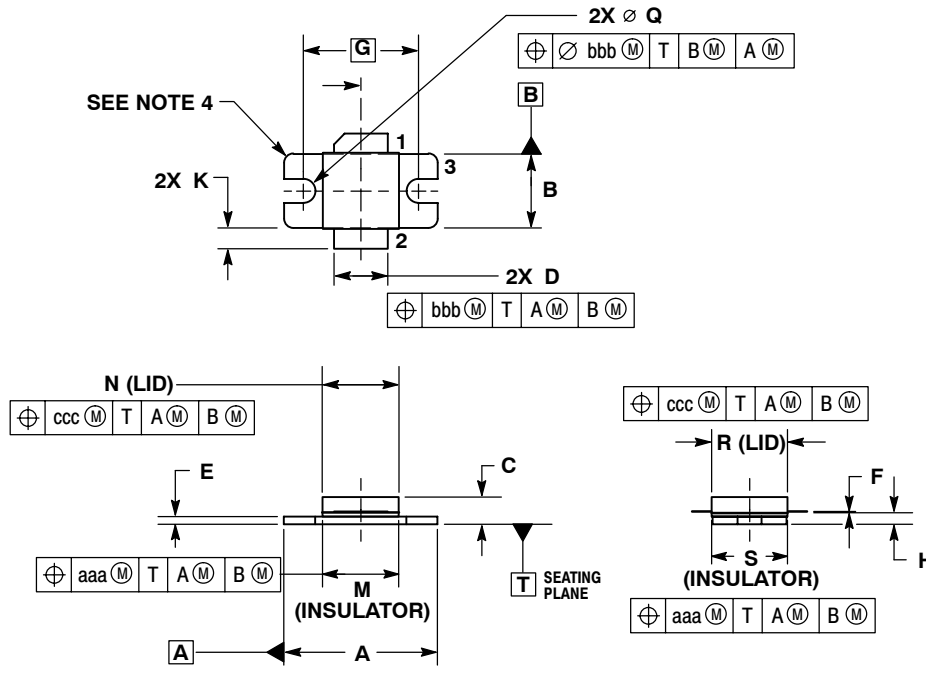 2X ⌀ Q
⌖ ⌀ bbb Ⓜ T B Ⓜ A Ⓜ
G
B
SEE NOTE 4
1
3
2X K
B
2
2X D
⌖ bbb Ⓜ T A Ⓜ B Ⓜ
N (LID)
⌖ ccc Ⓜ T A Ⓜ B Ⓜ
⌖ ccc Ⓜ T A Ⓜ B Ⓜ
R (LID)
E
C
F
H
⌖ aaa Ⓜ T A Ⓜ B Ⓜ
M
(INSULATOR)
T SEATING
PLANE
S
(INSULATOR)
⌖ aaa Ⓜ T A Ⓜ B Ⓜ
A
A